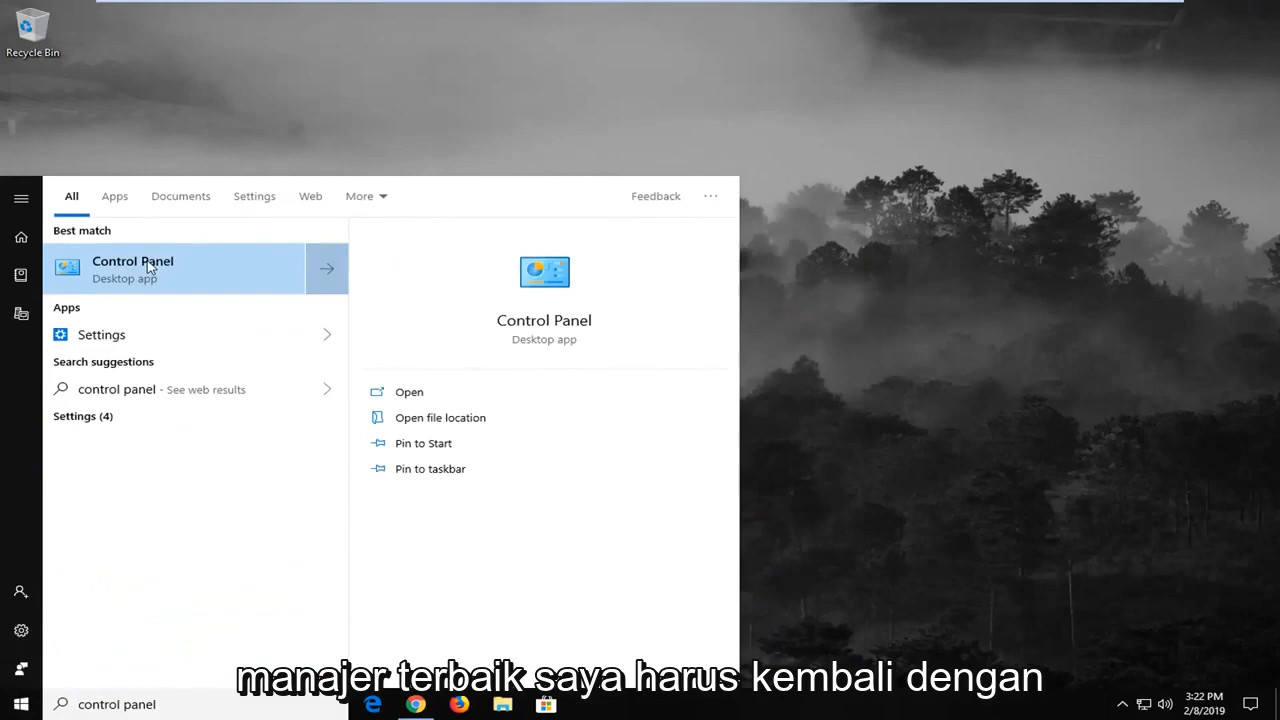 Recycle Bin
All
Apps
Documents
Settings
Web
More
Feedback
...
Best match
Control Panel
Desktop app
Apps
Settings
Search suggestions
control panel - See web results
Settings (4)
Control Panel
Desktop app
Open
Open file location
Pin to Start
Pin to taskbar
manajer terbaik saya harus kembali dengan
control panel
3:22 PM
2/8/2019